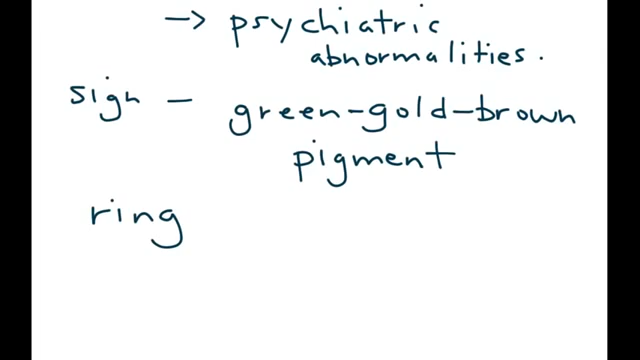 → psychiatric
abnormalities.
sign - green-gold-brown
pigment
ring